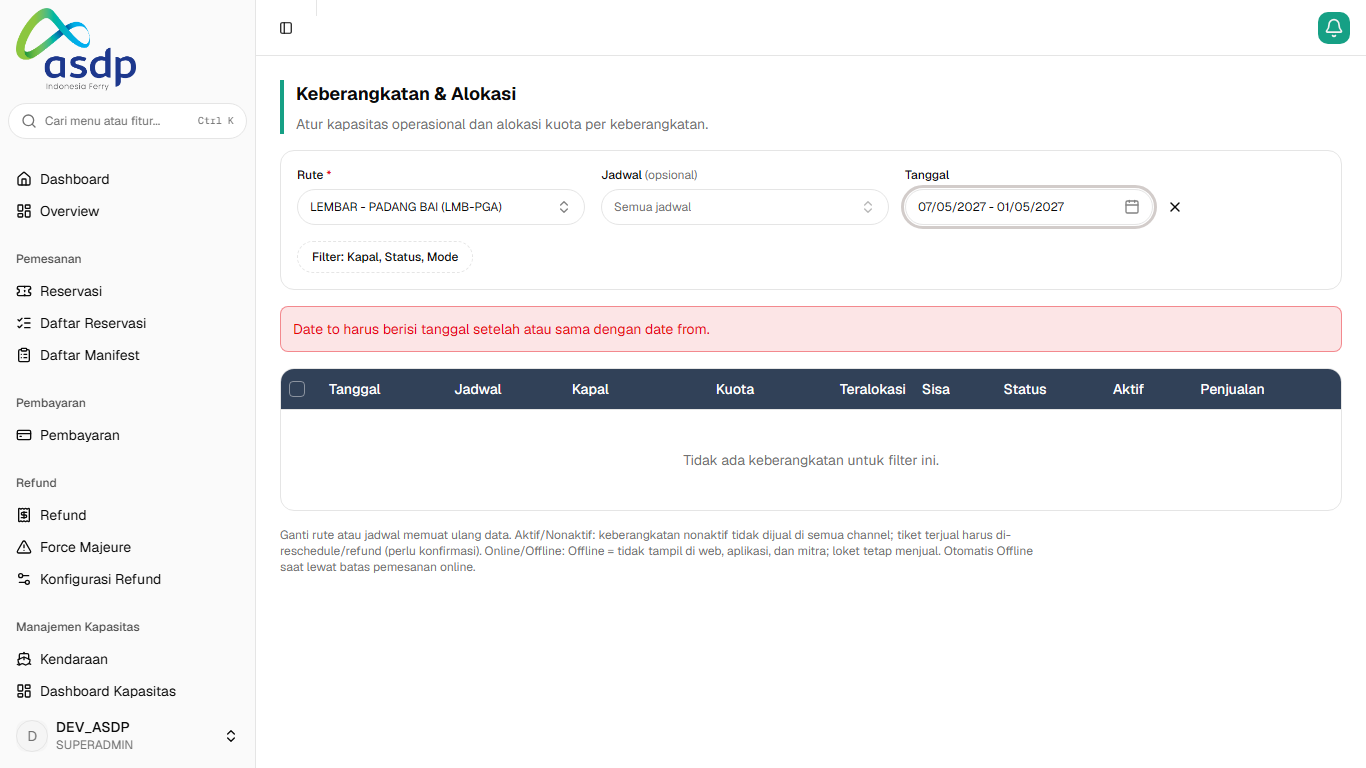 asdp
Indonesia Ferry
Cari menu atau fitur... Ctrl K
Dashboard
Overview
Pemesanan
Reservasi
Daftar Reservasi
Daftar Manifest
Pembayaran
Pembayaran
Refund
Refund
Force Majeure
Konfigurasi Refund
Manajemen Kapasitas
Kendaraan
Dashboard Kapasitas
D
DEV_ASDP
SUPERADMIN
Keberangkatan & Alokasi
Atur kapasitas operasional dan alokasi kuota per keberangkatan.
Rute * Jadwal (opsional) Tanggal
LEMBAR - PADANG BAI (LMB-PGA) Semua jadwal 07/05/2027 - 01/05/2027
Filter: Kapal, Status, Mode
Date to harus berisi tanggal setelah atau sama dengan date from.
Tanggal Jadwal Kapal Kuota Teralokasi Sisa Status Aktif Penjualan
Tidak ada keberangkatan untuk filter ini.
Ganti rute atau jadwal memuat ulang data. Aktif/Nonaktif: keberangkatan nonaktif tidak dijual di semua channel; tiket terjual harus di-
reschedule/refund (perlu konfirmasi). Online/Offline: Offline = tidak tampil di web, aplikasi, dan mitra; loket tetap menjual. Otomatis Offline
saat lewat batas pemesanan online.